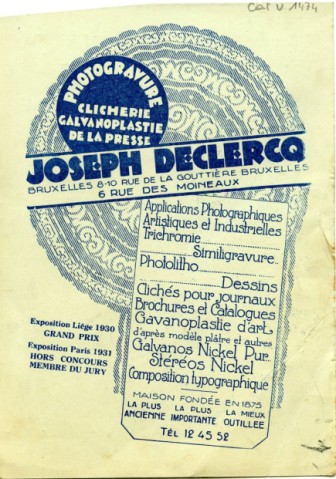 Cat V 1474
PHOTOGRAVURE
CLICHERIE
GALVANOPLASTIE
DE LA PRESSE
JOSEPH DECLERCQ
BRUXELLES 8-10 RUE DE LA GOUTTIÈRE BRUXELLES
6 RUE DES MOINEAUX
Applications Photographiques
Artistiques et Industrielles
Trichromie
Similigravure
Photolitho
Dessins
Clichés pour journaux
Brochures et Catalogues
Gavanoplastie d'art
d'après modèle plâtre et autres
Galvanos Nickel Pur
Stéréos Nickel
Composition typographique
Exposition Liége 1930
GRAND PRIX
Exposition Paris 1931
HORS CONCOURS
MEMBRE DU JURY
MAISON FONDÉE EN 1875
LA PLUS LA PLUS LA MIEUX
ANCIENNE IMPORTANTE OUTILLÉE
TÉL 12 45 52